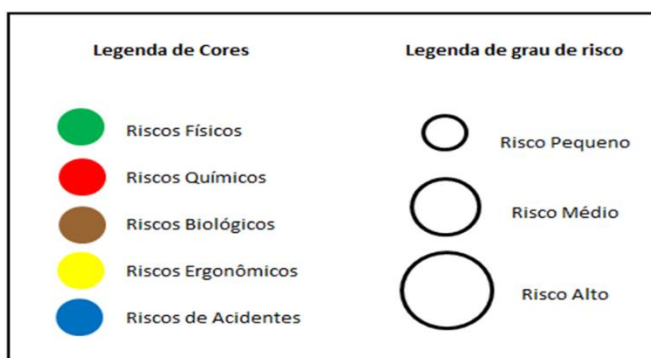 Legenda de Cores
Riscos Físicos
Riscos Químicos
Riscos Biológicos
Riscos Ergonômicos
Riscos de Acidentes
Legenda de grau de risco
Risco Pequeno
Risco Médio
Risco Alto